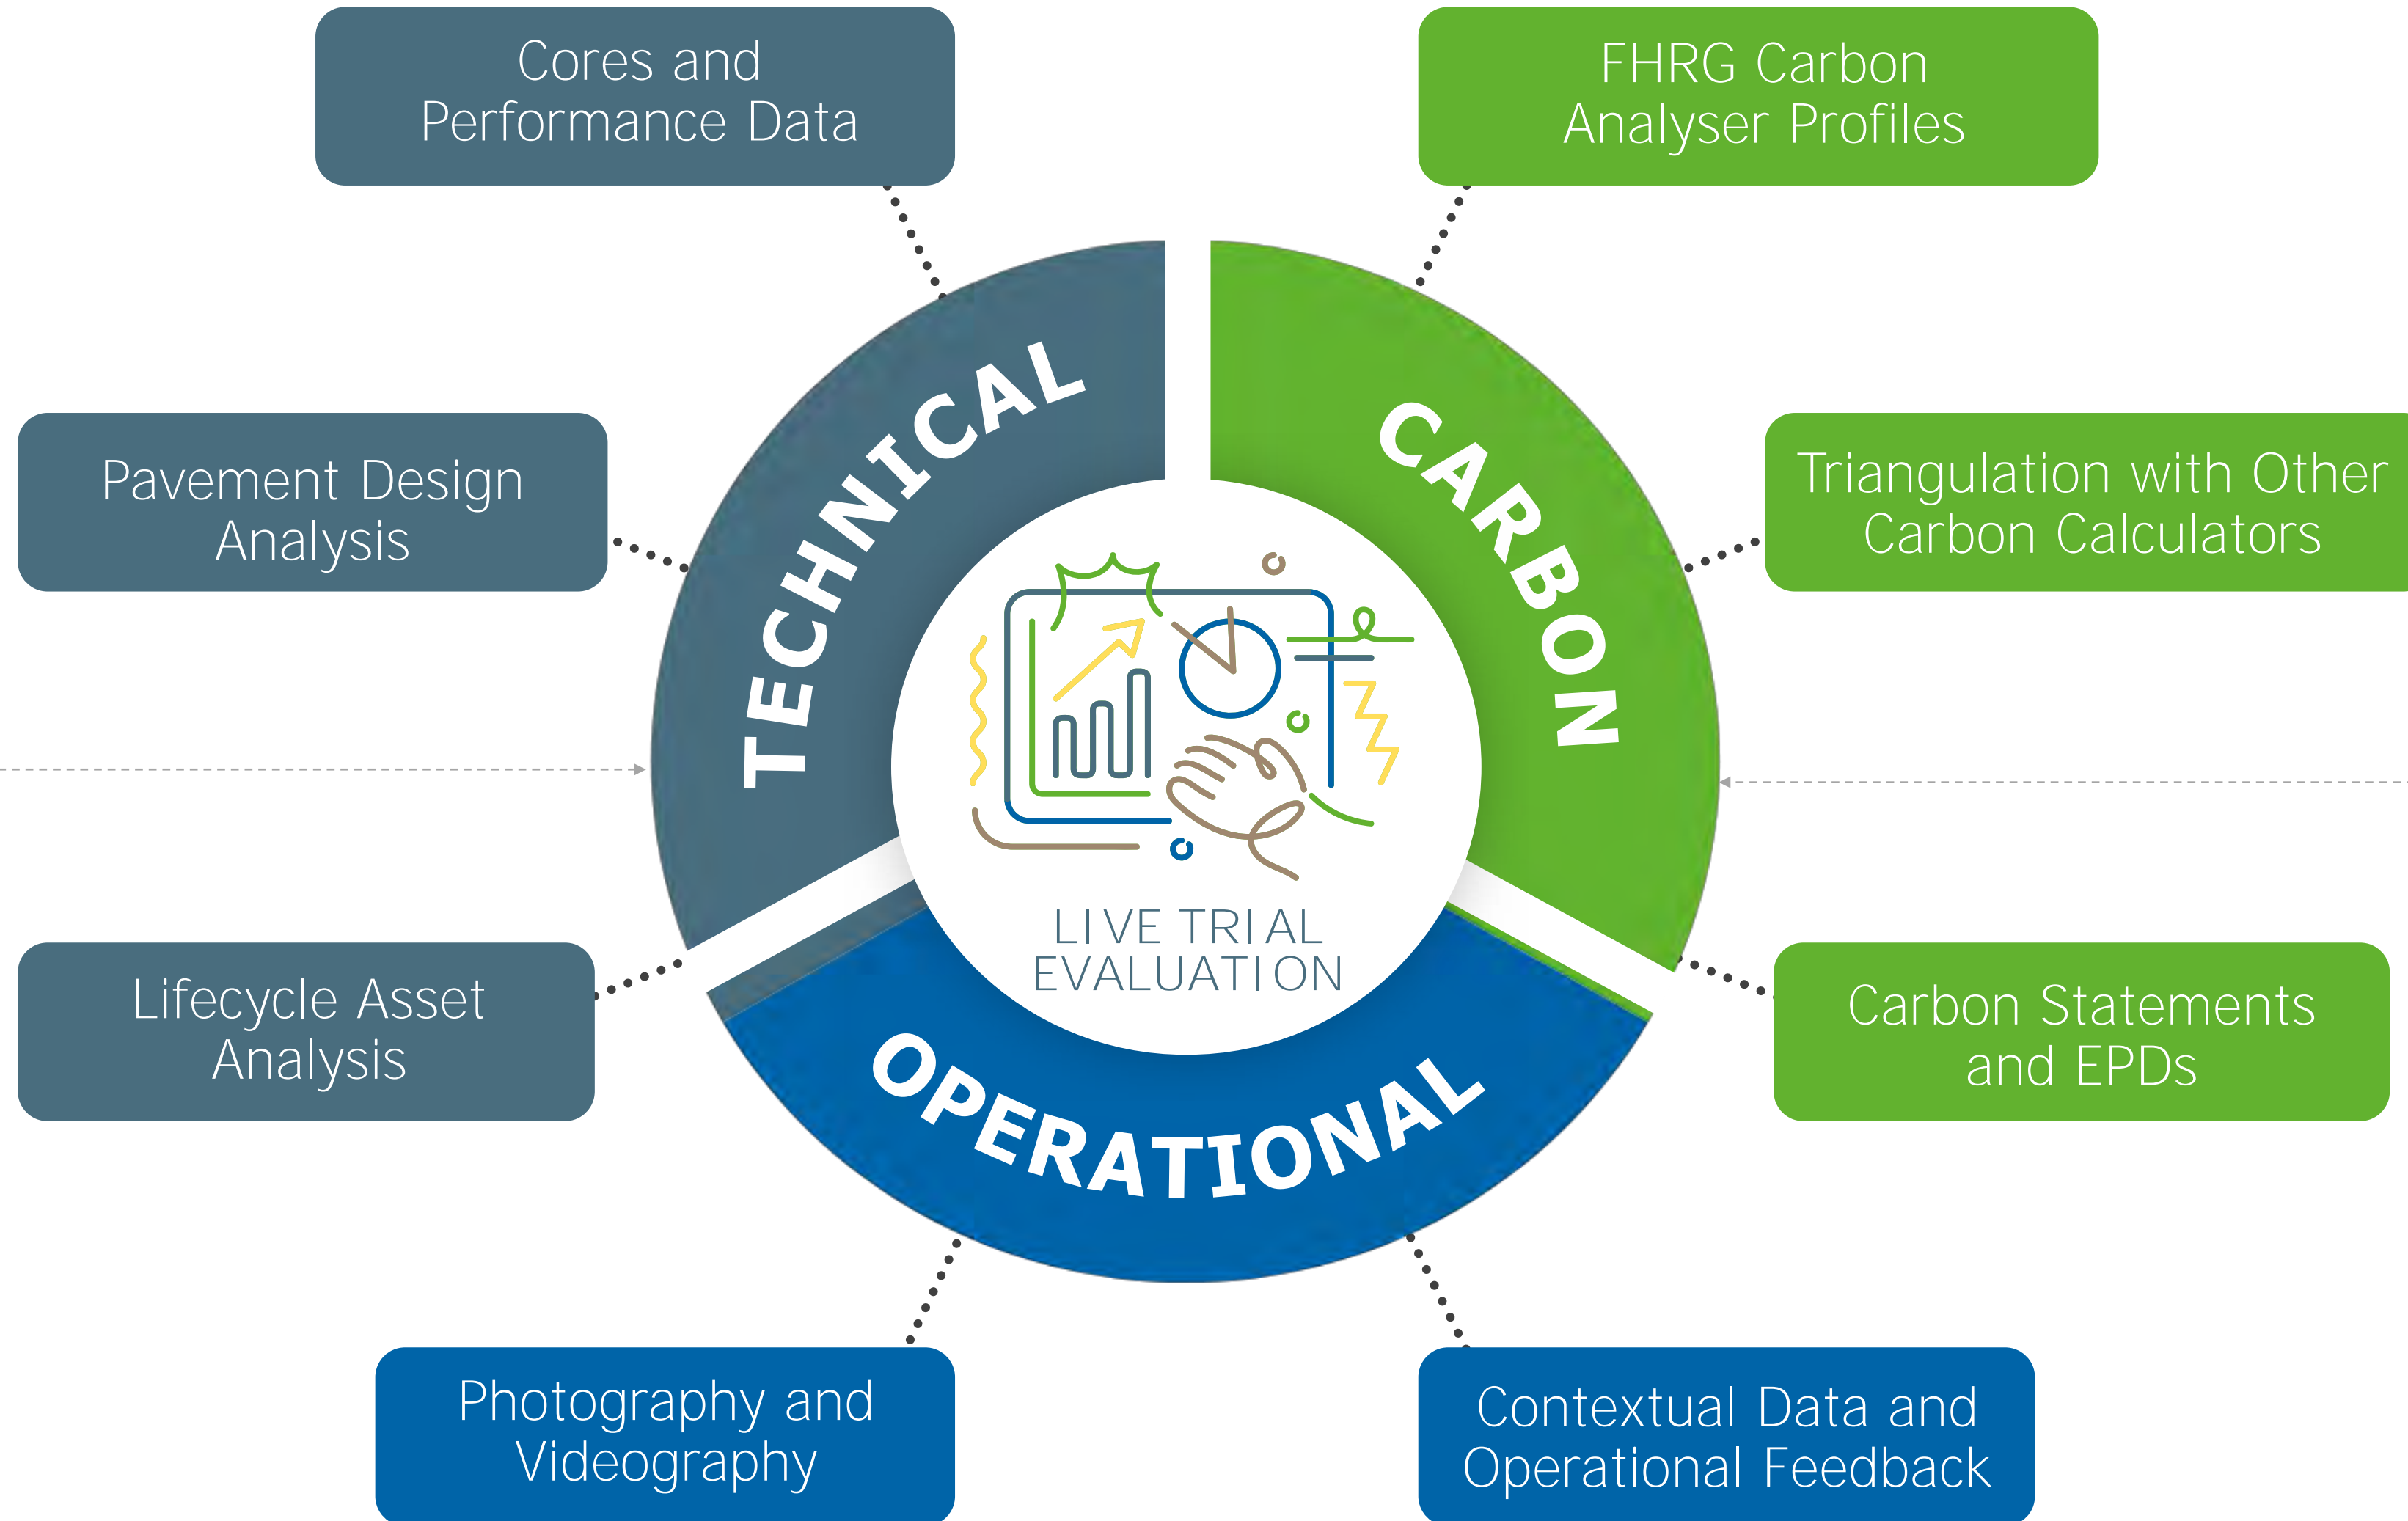 Cores and
Performance Data
FHRG Carbon
Analyser Profiles
Pavement Design
Analysis
Triangulation with Other
Carbon Calculators
TECHNICAL
CARBON
LIVE TRIAL
EVALUATION
Lifecycle Asset
Analysis
Carbon Statements
and EPDs
OPERATIONAL
Photography and
Videography
Contextual Data and
Operational Feedback